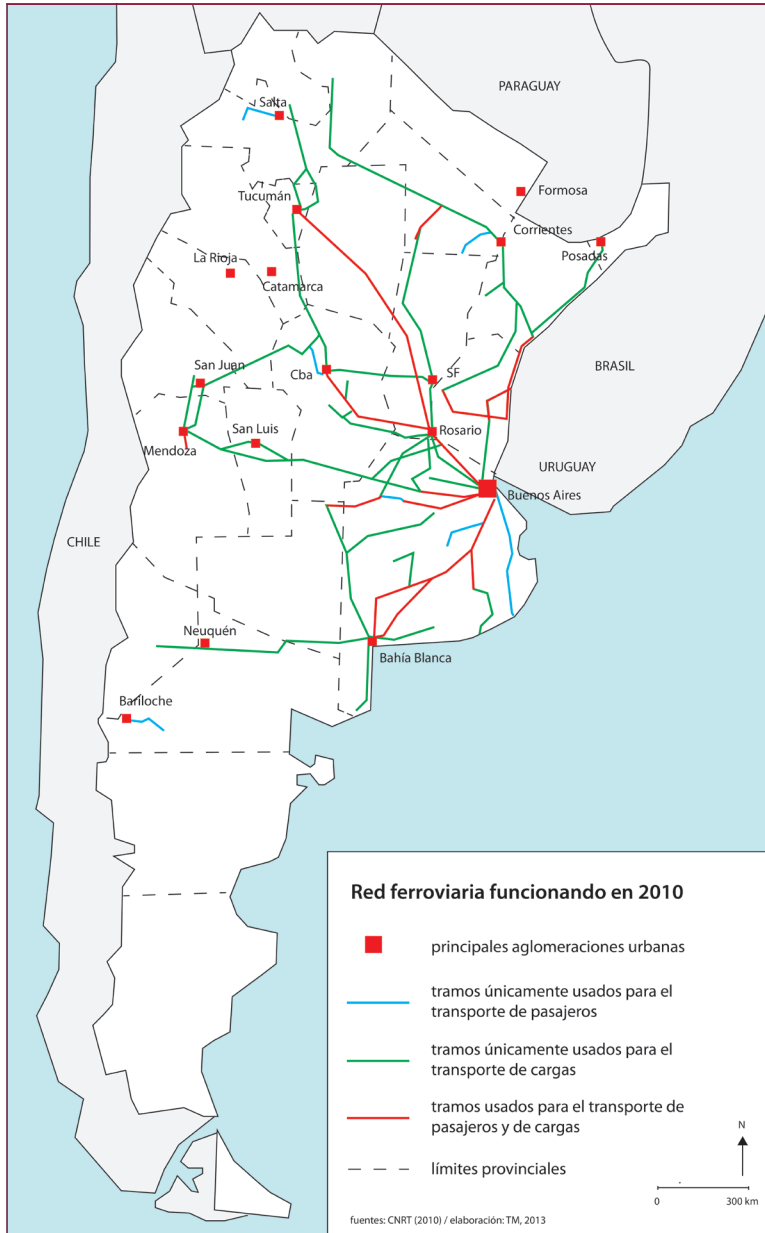 PARAGUAY
Salta
Formosa
Tucumán
Corrientes
Posadas
La Rioja
Catamarca
BRASIL
San Juan
Cba
SF
San Luis
Rosario
Mendoza
URUGUAY
Buenos Aires
CHILE
Neuquén
Bahía Blanca
Bariloche
Red ferroviaria funcionando en 2010
principales aglomeraciones urbanas
tramos únicamente usados para el
transporte de pasajeros
tramos únicamente usados para el
transporte de cargas
tramos usados para el transporte de
pasajeros y de cargas
límites provinciales
N
0 300 km
fuentes: CNRT (2010) / elaboración: TM, 2013